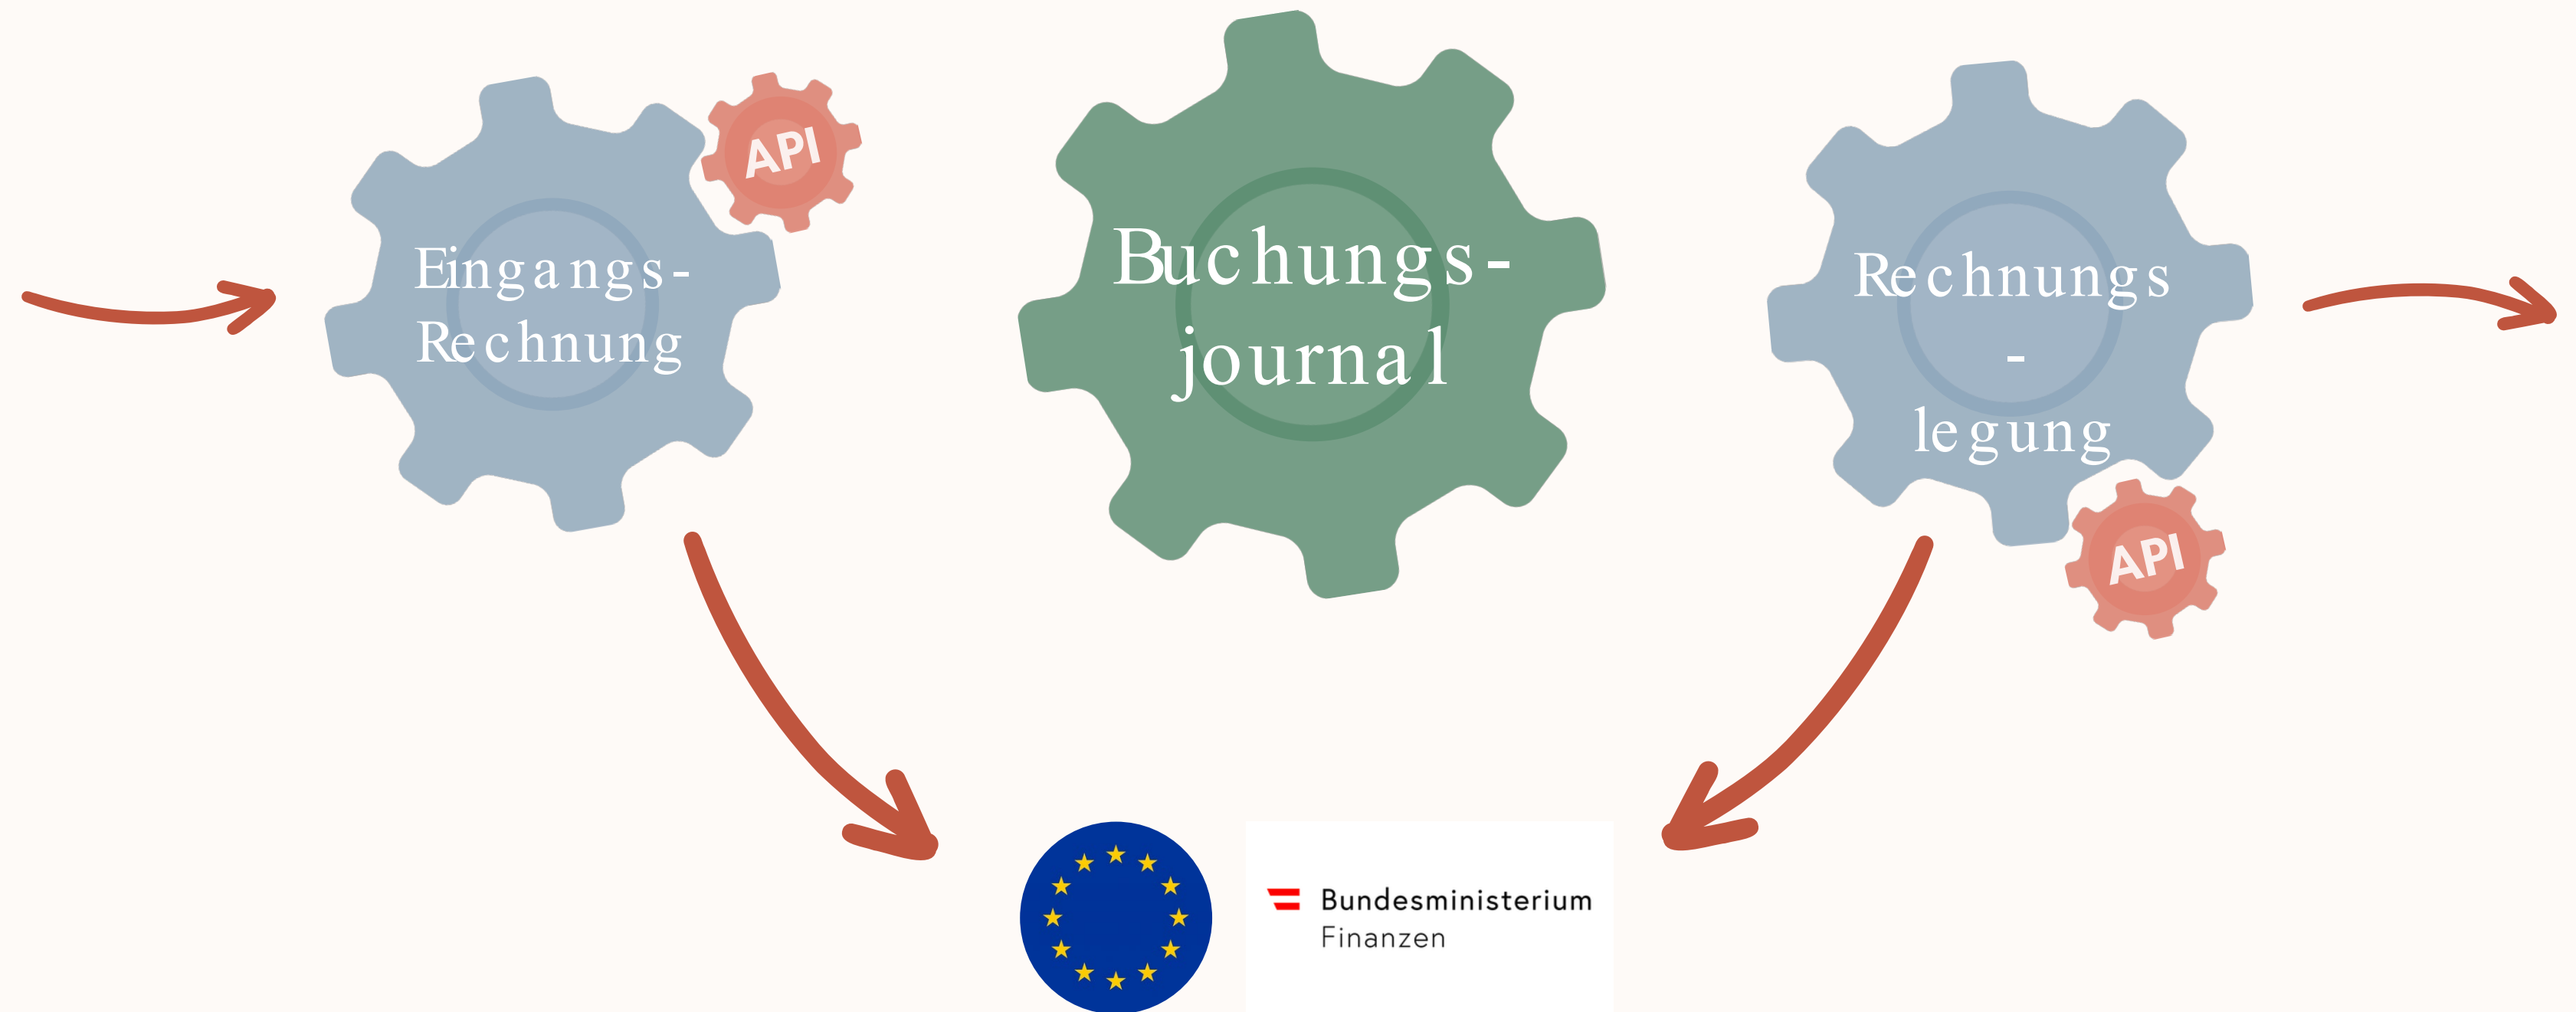 Eingangs-
Rechnung
API
Buchungs-
journal
Rechnungs
-
legung
API
Bundesministerium
Finanzen